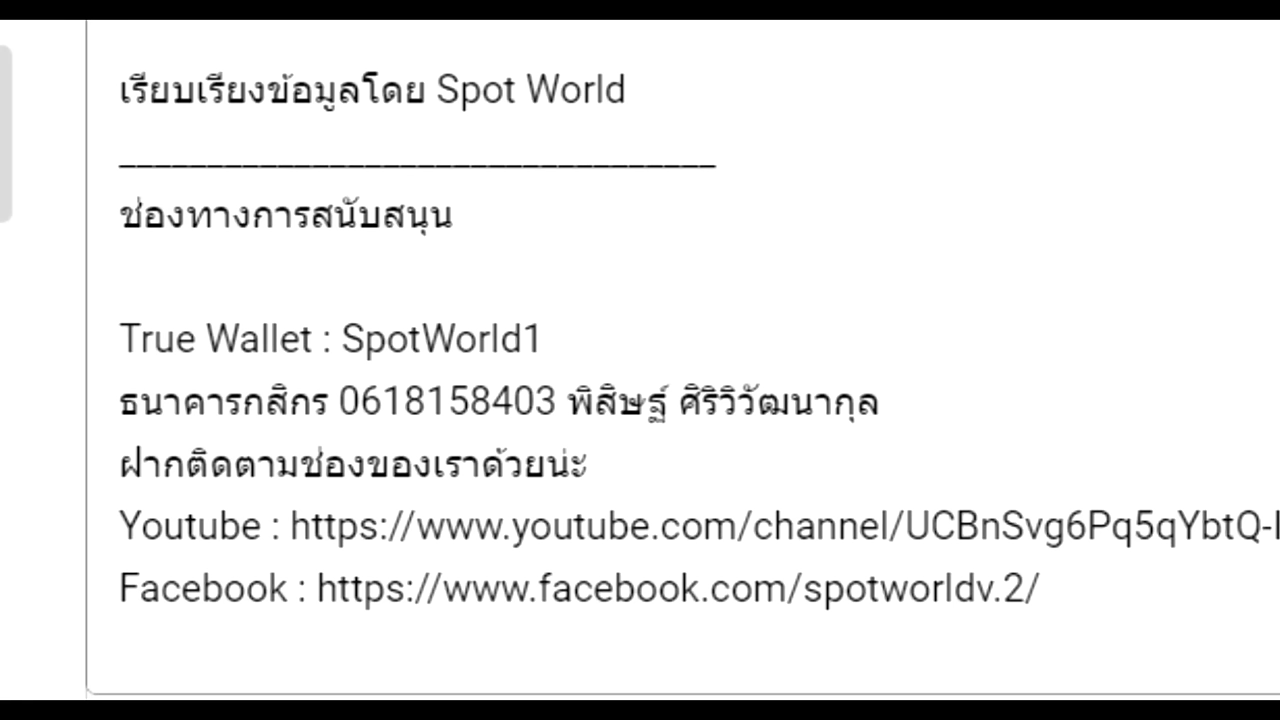 เรียบเรียงข้อมูลโดย Spot World
__________________________________
ช่องทางการสนับสนุน
True Wallet : SpotWorld1
ธนาคารกสิกร 0618158403 พิสิษฐ์ ศิริวิวัฒนากุล
ฝากติดตามช่องของเราด้วยน่ะ
Youtube : https://www.youtube.com/channel/UCBnSvg6Pq5qYbtQ-
Facebook : https://www.facebook.com/spotworldv.2/